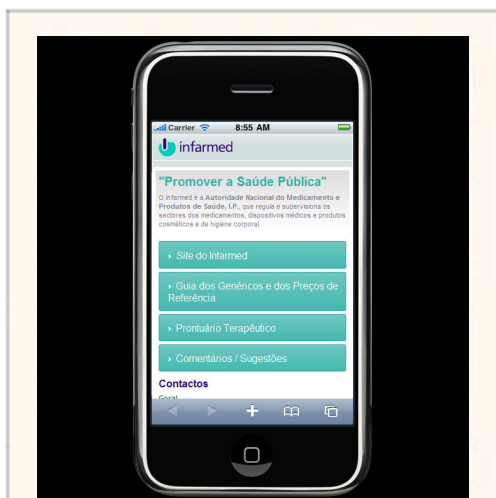 Carrier 8:55 AM
infarmed
"Promover a Saúde Pública"
O Infarmed é a Autoridade Nacional do Medicamento e
Produtos de Saúde, I.P., que regula e supervisiona os
sectores dos medicamentos, dispositivos médicos e produtos
cosméticos e de higiene corporal.
Site do Infarmed
Guia dos Genéricos e dos Preços de
Referência
Prontuário Terapêutico
Comentários / Sugestões
Contactos
Geral